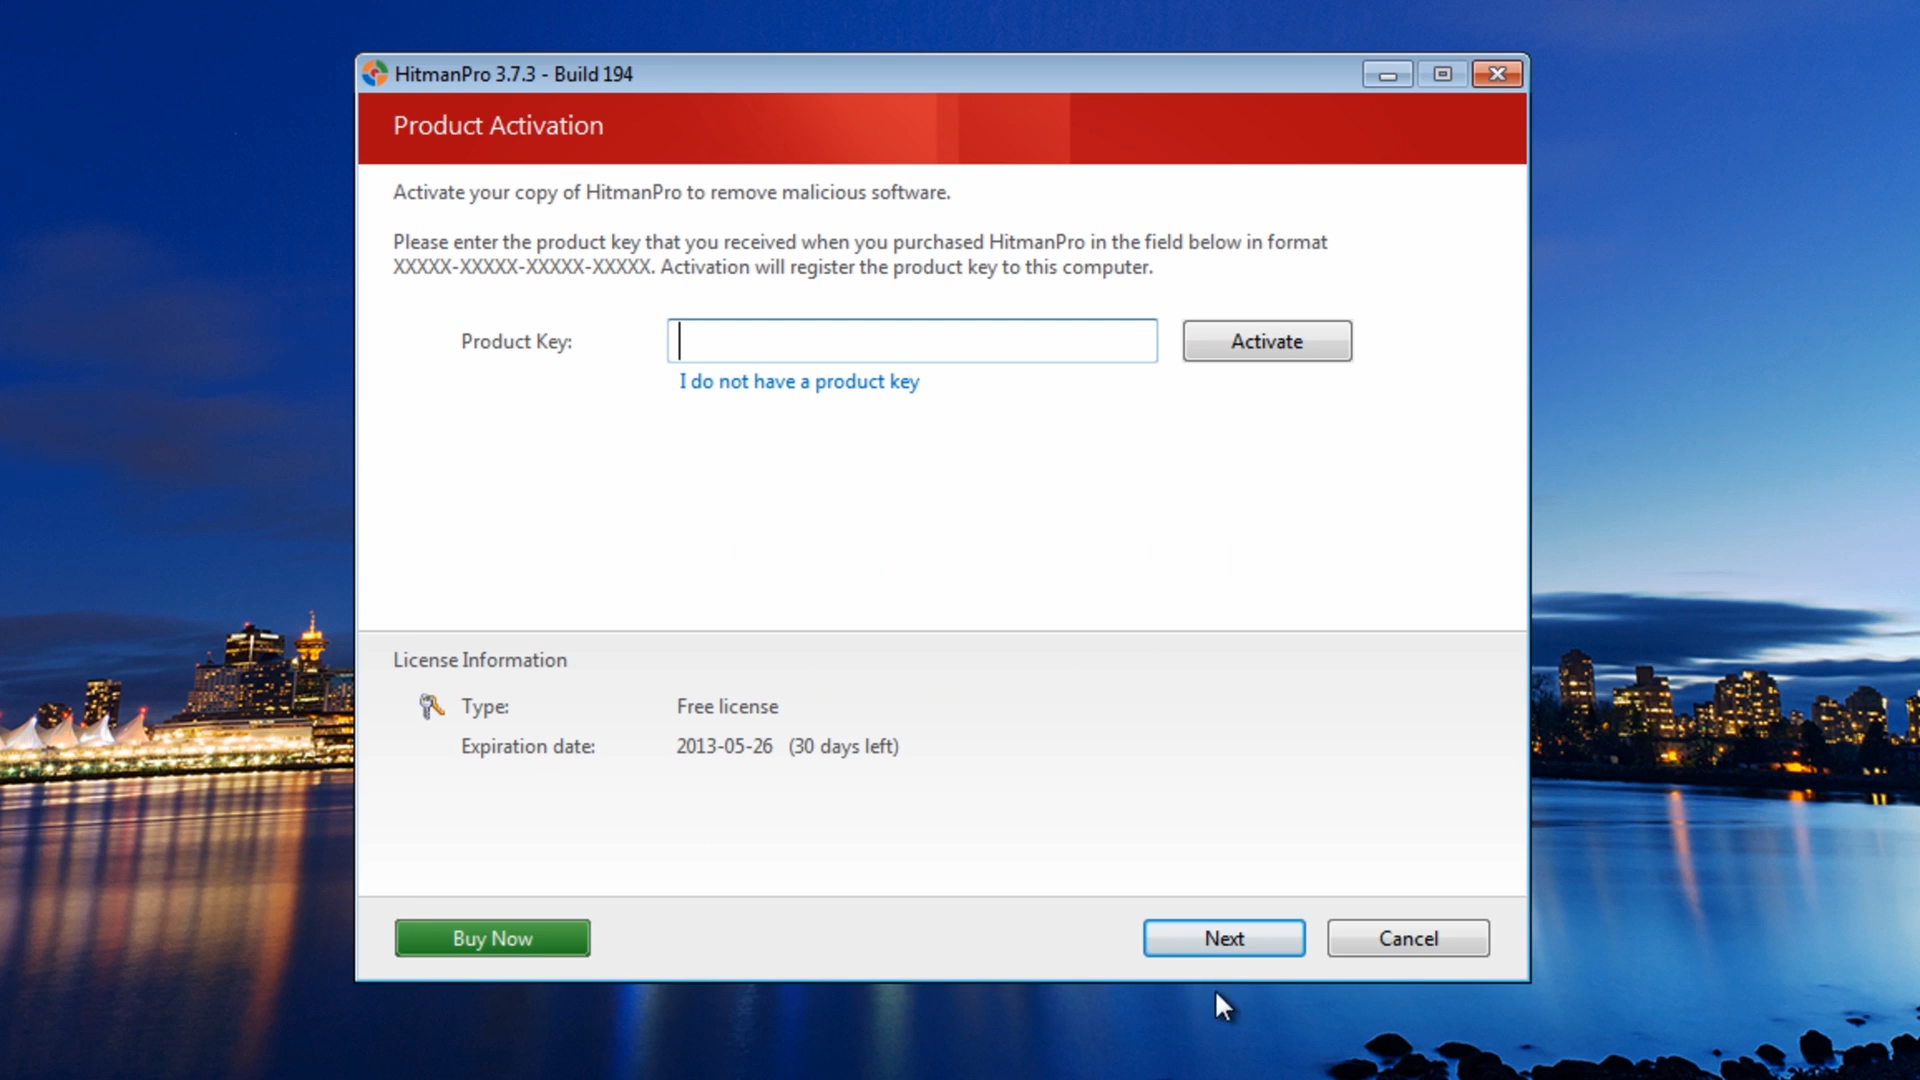 HitmanPro 3.7.3 - Build 194
Product Activation
Activate your copy of HitmanPro to remove malicious software.
Please enter the product key that you received when you purchased HitmanPro in the field below in format
XXXXX-XXXXX-XXXXX-XXXXX. Activation will register the product key to this computer.
Product Key:
Activate
I do not have a product key
License Information
Type: Free license
Expiration date: 2013-05-26 (30 days left)
Buy Now
Next
Cancel